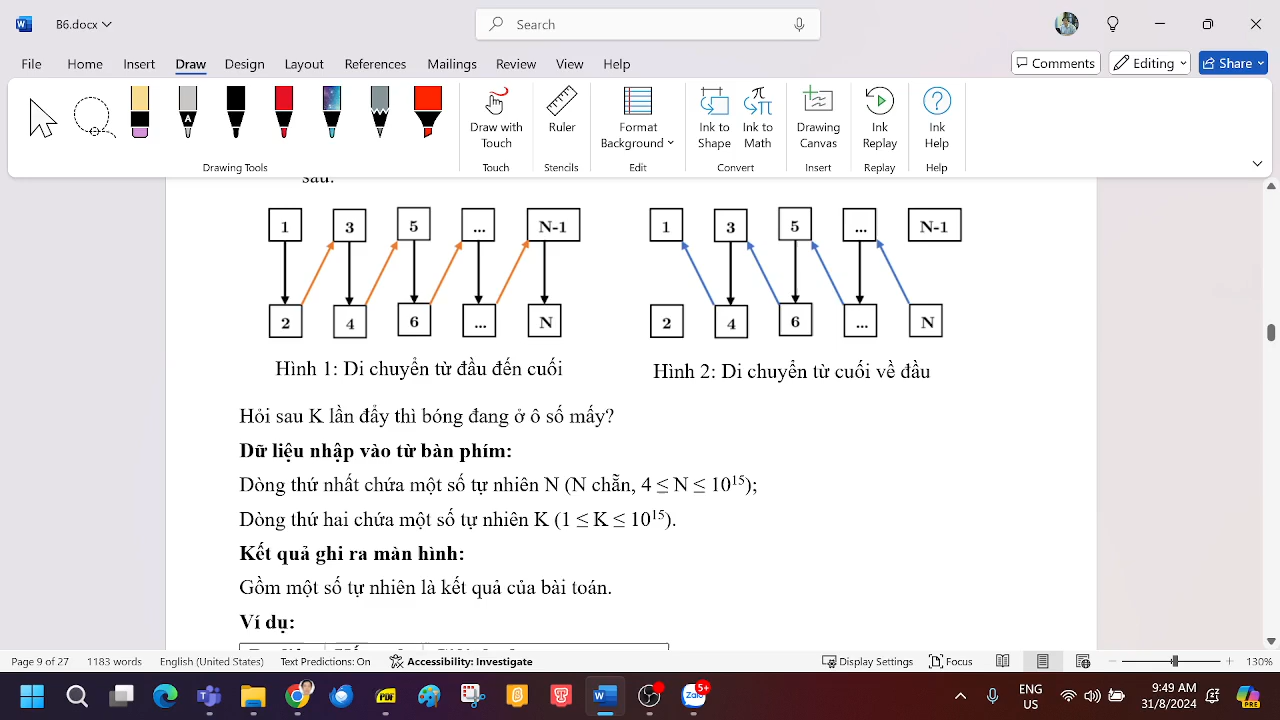 B6.docx
Search
File Home Insert Draw Design Layout References Mailings Review View Help
Comments Editing Share
A
Draw with Touch
Ruler
Format Background
Ink to Shape
Ink to Math
Drawing Canvas
Ink Replay
Ink Help
Drawing Tools Touch Stencils Edit Convert Insert Replay Help
sau:
1 3 5 ... N-1 1 3 5 ... N-1
2 4 6 ... N 2 4 6 ... N
Hình 1: Di chuyển từ đầu đến cuối
Hình 2: Di chuyển từ cuối về đầu
Hỏi sau K lần đẩy thì bóng đang ở ô số mấy?
Dữ liệu nhập vào từ bàn phím:
Dòng thứ nhất chứa một số tự nhiên N (N chẵn, 4 ≤ N ≤ 10¹⁵);
Dòng thứ hai chứa một số tự nhiên K (1 ≤ K ≤ 10¹⁵).
Kết quả ghi ra màn hình:
Gồm một số tự nhiên là kết quả của bài toán.
Ví dụ:
Page 9 of 27 1183 words English (United States) Text Predictions: On Accessibility: Investigate Display Settings Focus 130%
PDF
W
Zalo
5+
ENG
US
9:49 AM
31/8/2024
PRE